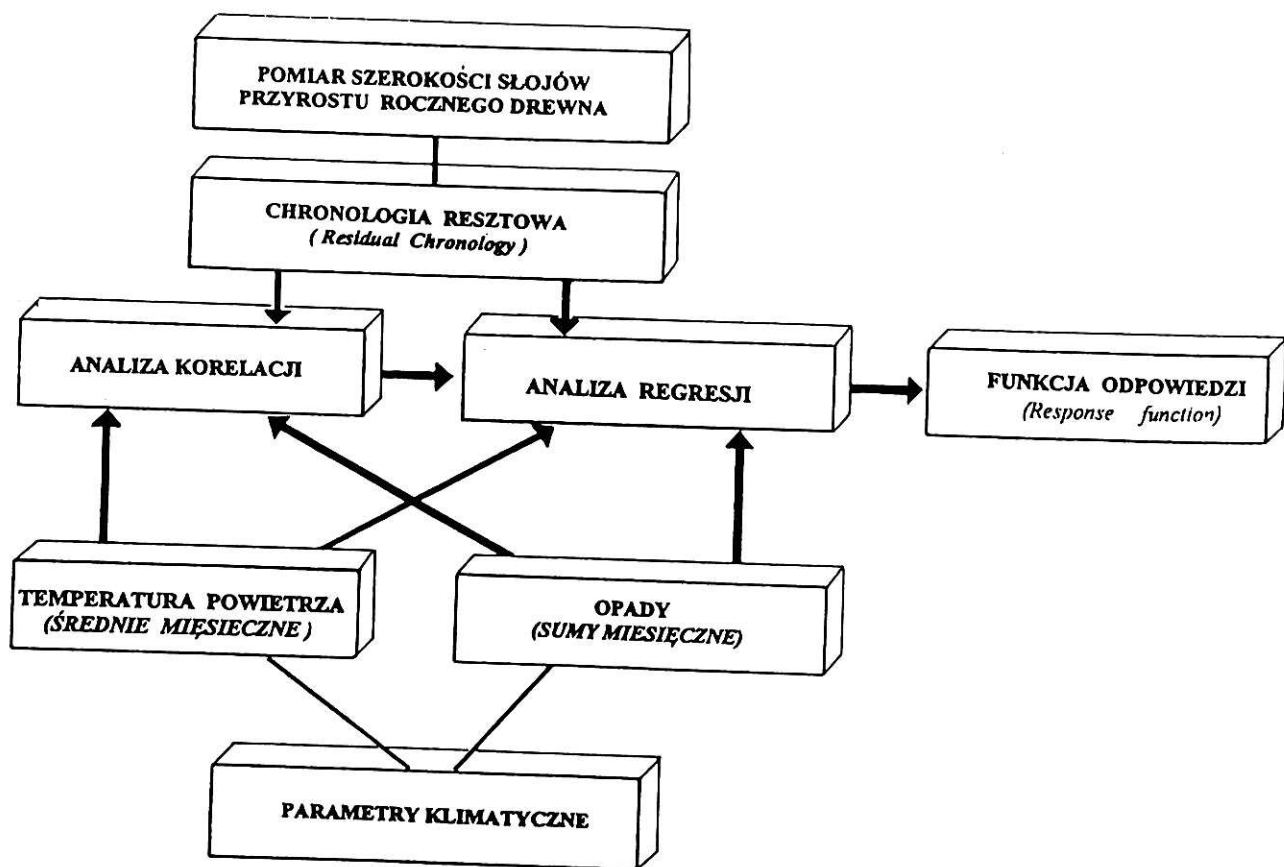 POMIAR SZEROKOŚCI SŁOJÓW
PRZYROSTU ROCZNEGO DREWNA
CHRONOLOGIA RESZTOWA
( Residual Chronology )
ANALIZA KORELACJI
ANALIZA REGRESJI
FUNKCJA ODPOWIEDZI
(Response function)
TEMPERATURA POWIETRZA
(ŚREDNIE MIĘSIECZNE )
OPADY
(SUMY MIESIĘCZNE)
PARAMETRY KLIMATYCZNE